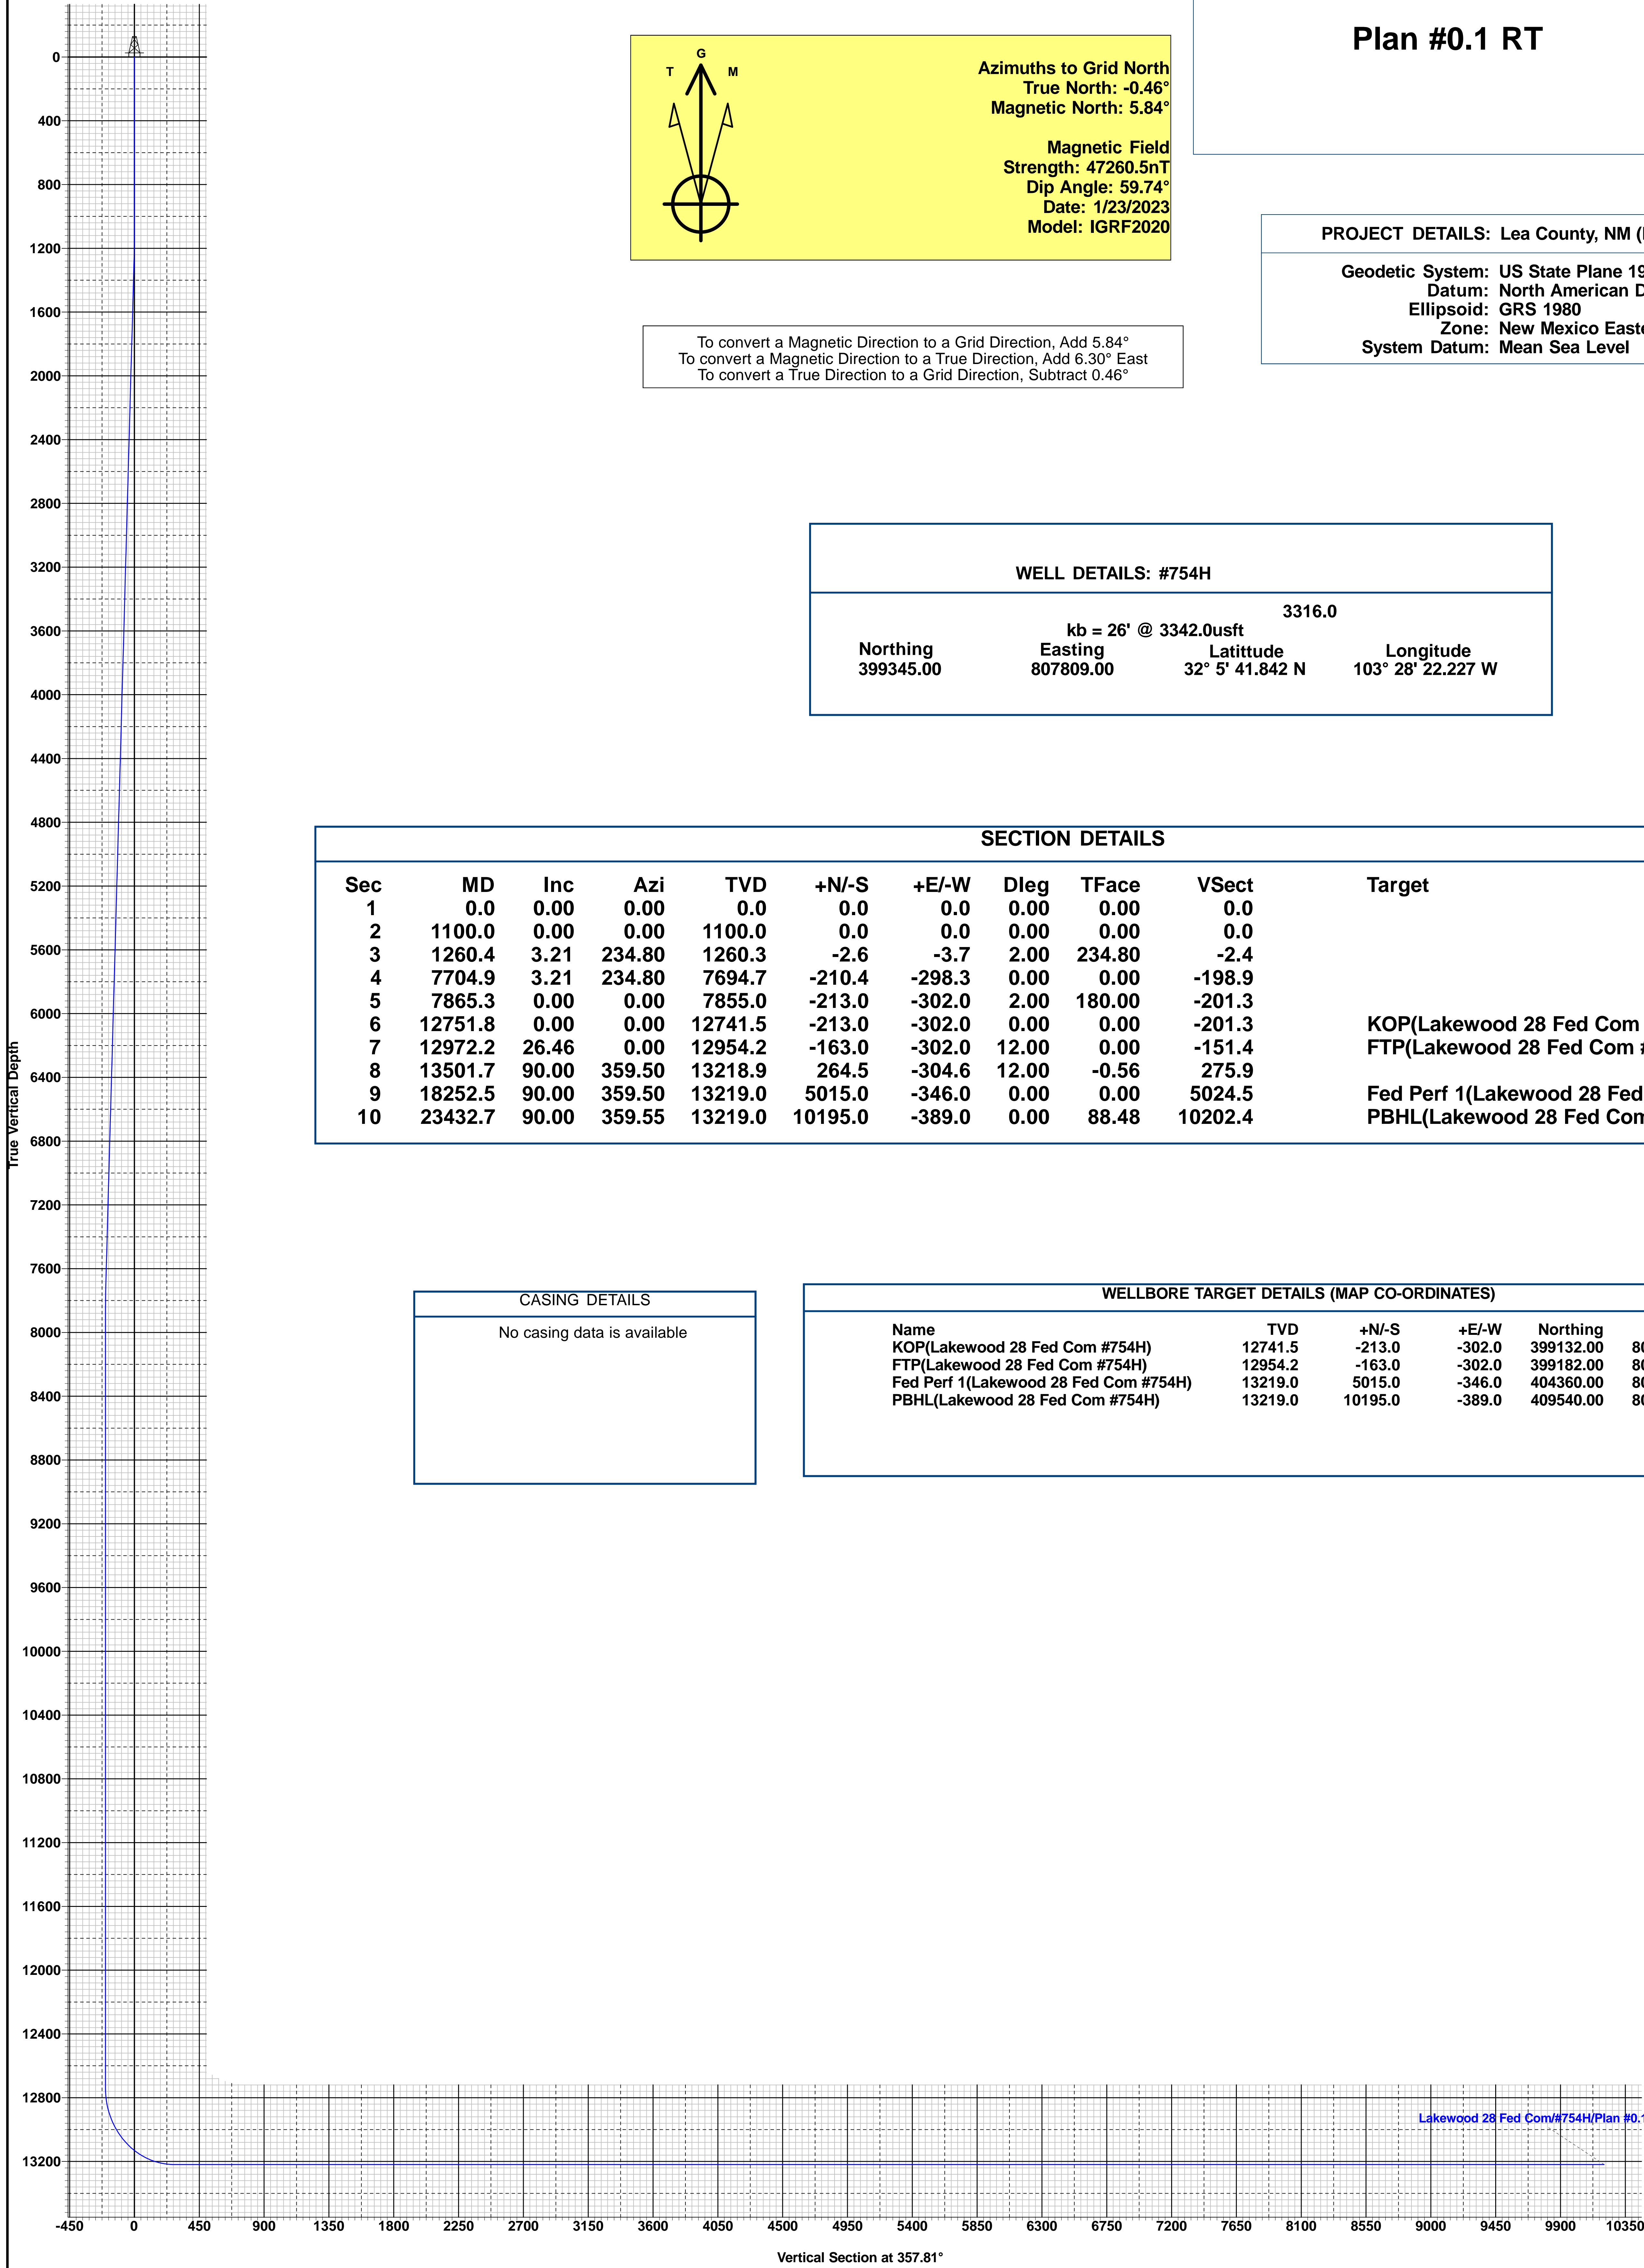 Plan #0.1 RT
G
T M
Azimuths to Grid North
True North: -0.46°
Magnetic North: 5.84°
Magnetic Field
Strength: 47260.5nT
Dip Angle: 59.74°
Date: 1/23/2023
Model: IGRF2020
PROJECT DETAILS: Lea County, NM (
Geodetic System: US State Plane 19
Datum: North American D
Ellipsoid: GRS 1980
Zone: New Mexico Easte
System Datum: Mean Sea Level
To convert a Magnetic Direction to a Grid Direction, Add 5.84°
To convert a Magnetic Direction to a True Direction, Add 6.30° East
To convert a True Direction to a Grid Direction, Subtract 0.46°
WELL DETAILS: #754H
3316.0
kb = 26' @ 3342.0usft
Northing Easting Latittude Longitude
399345.00 807809.00 32° 5' 41.842 N 103° 28' 22.227 W
SECTION DETAILS
Sec MD Inc Azi TVD +N/-S +E/-W Dleg TFace VSect Target
1 0.0 0.00 0.00 0.0 0.0 0.0 0.00 0.00 0.0
2 1100.0 0.00 0.00 1100.0 0.0 0.0 0.00 0.00 0.0
3 1260.4 3.21 234.80 1260.3 -2.6 -3.7 2.00 234.80 -2.4
4 7704.9 3.21 234.80 7694.7 -210.4 -298.3 0.00 0.00 -198.9
5 7865.3 0.00 0.00 7855.0 -213.0 -302.0 2.00 180.00 -201.3
6 12751.8 0.00 0.00 12741.5 -213.0 -302.0 0.00 0.00 -201.3 KOP(Lakewood 28 Fed Com
7 12972.2 26.46 0.00 12954.2 -163.0 -302.0 12.00 0.00 -151.4 FTP(Lakewood 28 Fed Com #
8 13501.7 90.00 359.50 13218.9 264.5 -304.6 12.00 -0.56 275.9
9 18252.5 90.00 359.50 13219.0 5015.0 -346.0 0.00 0.00 5024.5 Fed Perf 1(Lakewood 28 Fed
10 23432.7 90.00 359.55 13219.0 10195.0 -389.0 0.00 88.48 10202.4 PBHL(Lakewood 28 Fed Com
CASING DETAILS
No casing data is available
WELLBORE TARGET DETAILS (MAP CO-ORDINATES)
Name TVD +N/-S +E/-W Northing
KOP(Lakewood 28 Fed Com #754H) 12741.5 -213.0 -302.0 399132.00 80
FTP(Lakewood 28 Fed Com #754H) 12954.2 -163.0 -302.0 399182.00 80
Fed Perf 1(Lakewood 28 Fed Com #754H) 13219.0 5015.0 -346.0 404360.00 80
PBHL(Lakewood 28 Fed Com #754H) 13219.0 10195.0 -389.0 409540.00 80
True Vertical Depth
0
400
800
1200
1600
2000
2400
2800
3200
3600
4000
4400
4800
5200
5600
6000
6400
6800
7200
7600
8000
8400
8800
9200
9600
10000
10400
10800
11200
11600
12000
12400
12800
13200
Lakewood 28 Fed Com/#754H/Plan #0.1
-450 0 450 900 1350 1800 2250 2700 3150 3600 4050 4500 4950 5400 5850 6300 6750 7200 7650 8100 8550 9000 9450 9900 10350
Vertical Section at 357.81°